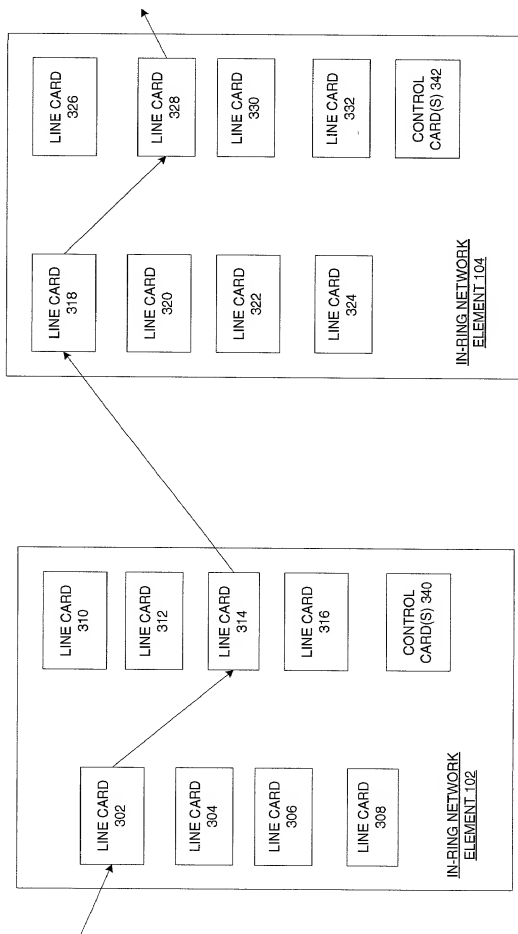 LINE CARD
302
LINE CARD
304
LINE CARD
306
LINE CARD
308
LINE CARD
310
LINE CARD
312
LINE CARD
314
LINE CARD
316
CONTROL
CARD(S) 340
IN-RING NETWORK
ELEMENT 102
LINE CARD
318
LINE CARD
320
LINE CARD
322
LINE CARD
324
LINE CARD
326
LINE CARD
328
LINE CARD
330
LINE CARD
332
CONTROL
CARD(S) 342
IN-RING NETWORK
ELEMENT 104